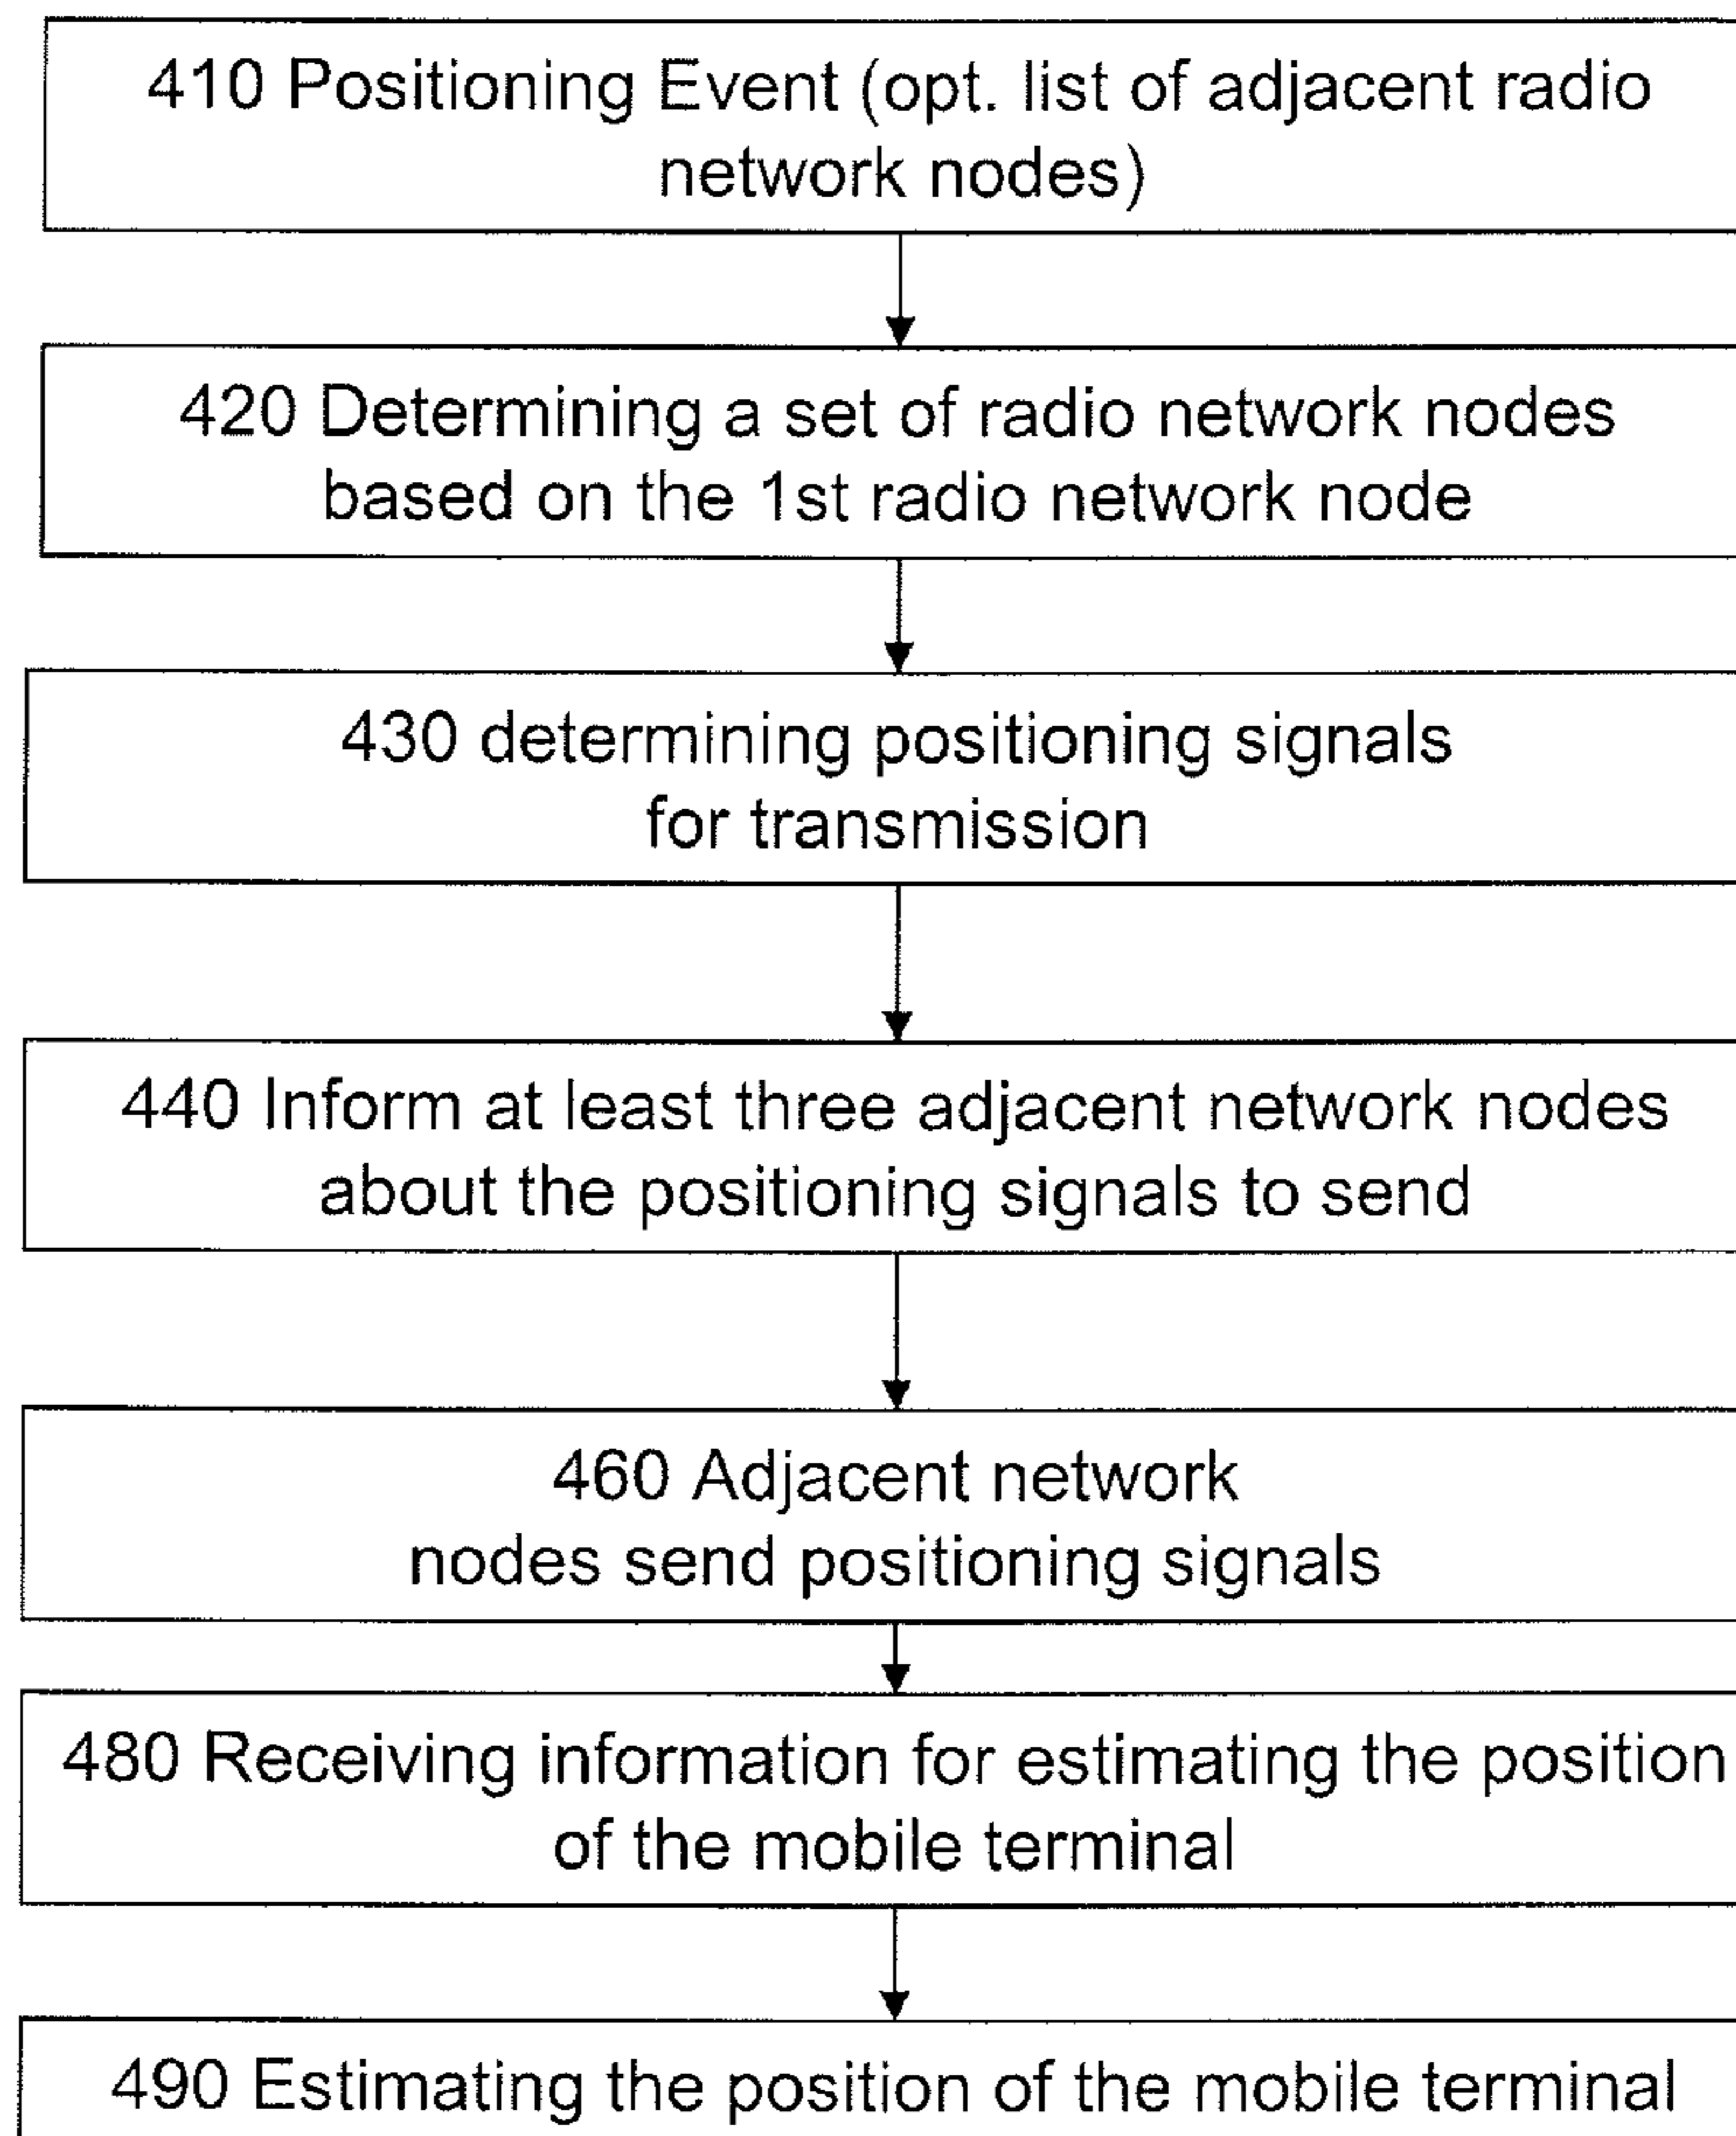 410 Positioning Event (opt. list of adjacent radio
network nodes)
420 Determining a set of radio network nodes
based on the 1st radio network node
430 determining positioning signals
for transmission
440 Inform at least three adjacent network nodes
about the positioning signals to send
460 Adjacent network
nodes send positioning signals
480 Receiving information for estimating the position
of the mobile terminal
490 Estimating the position of the mobile terminal